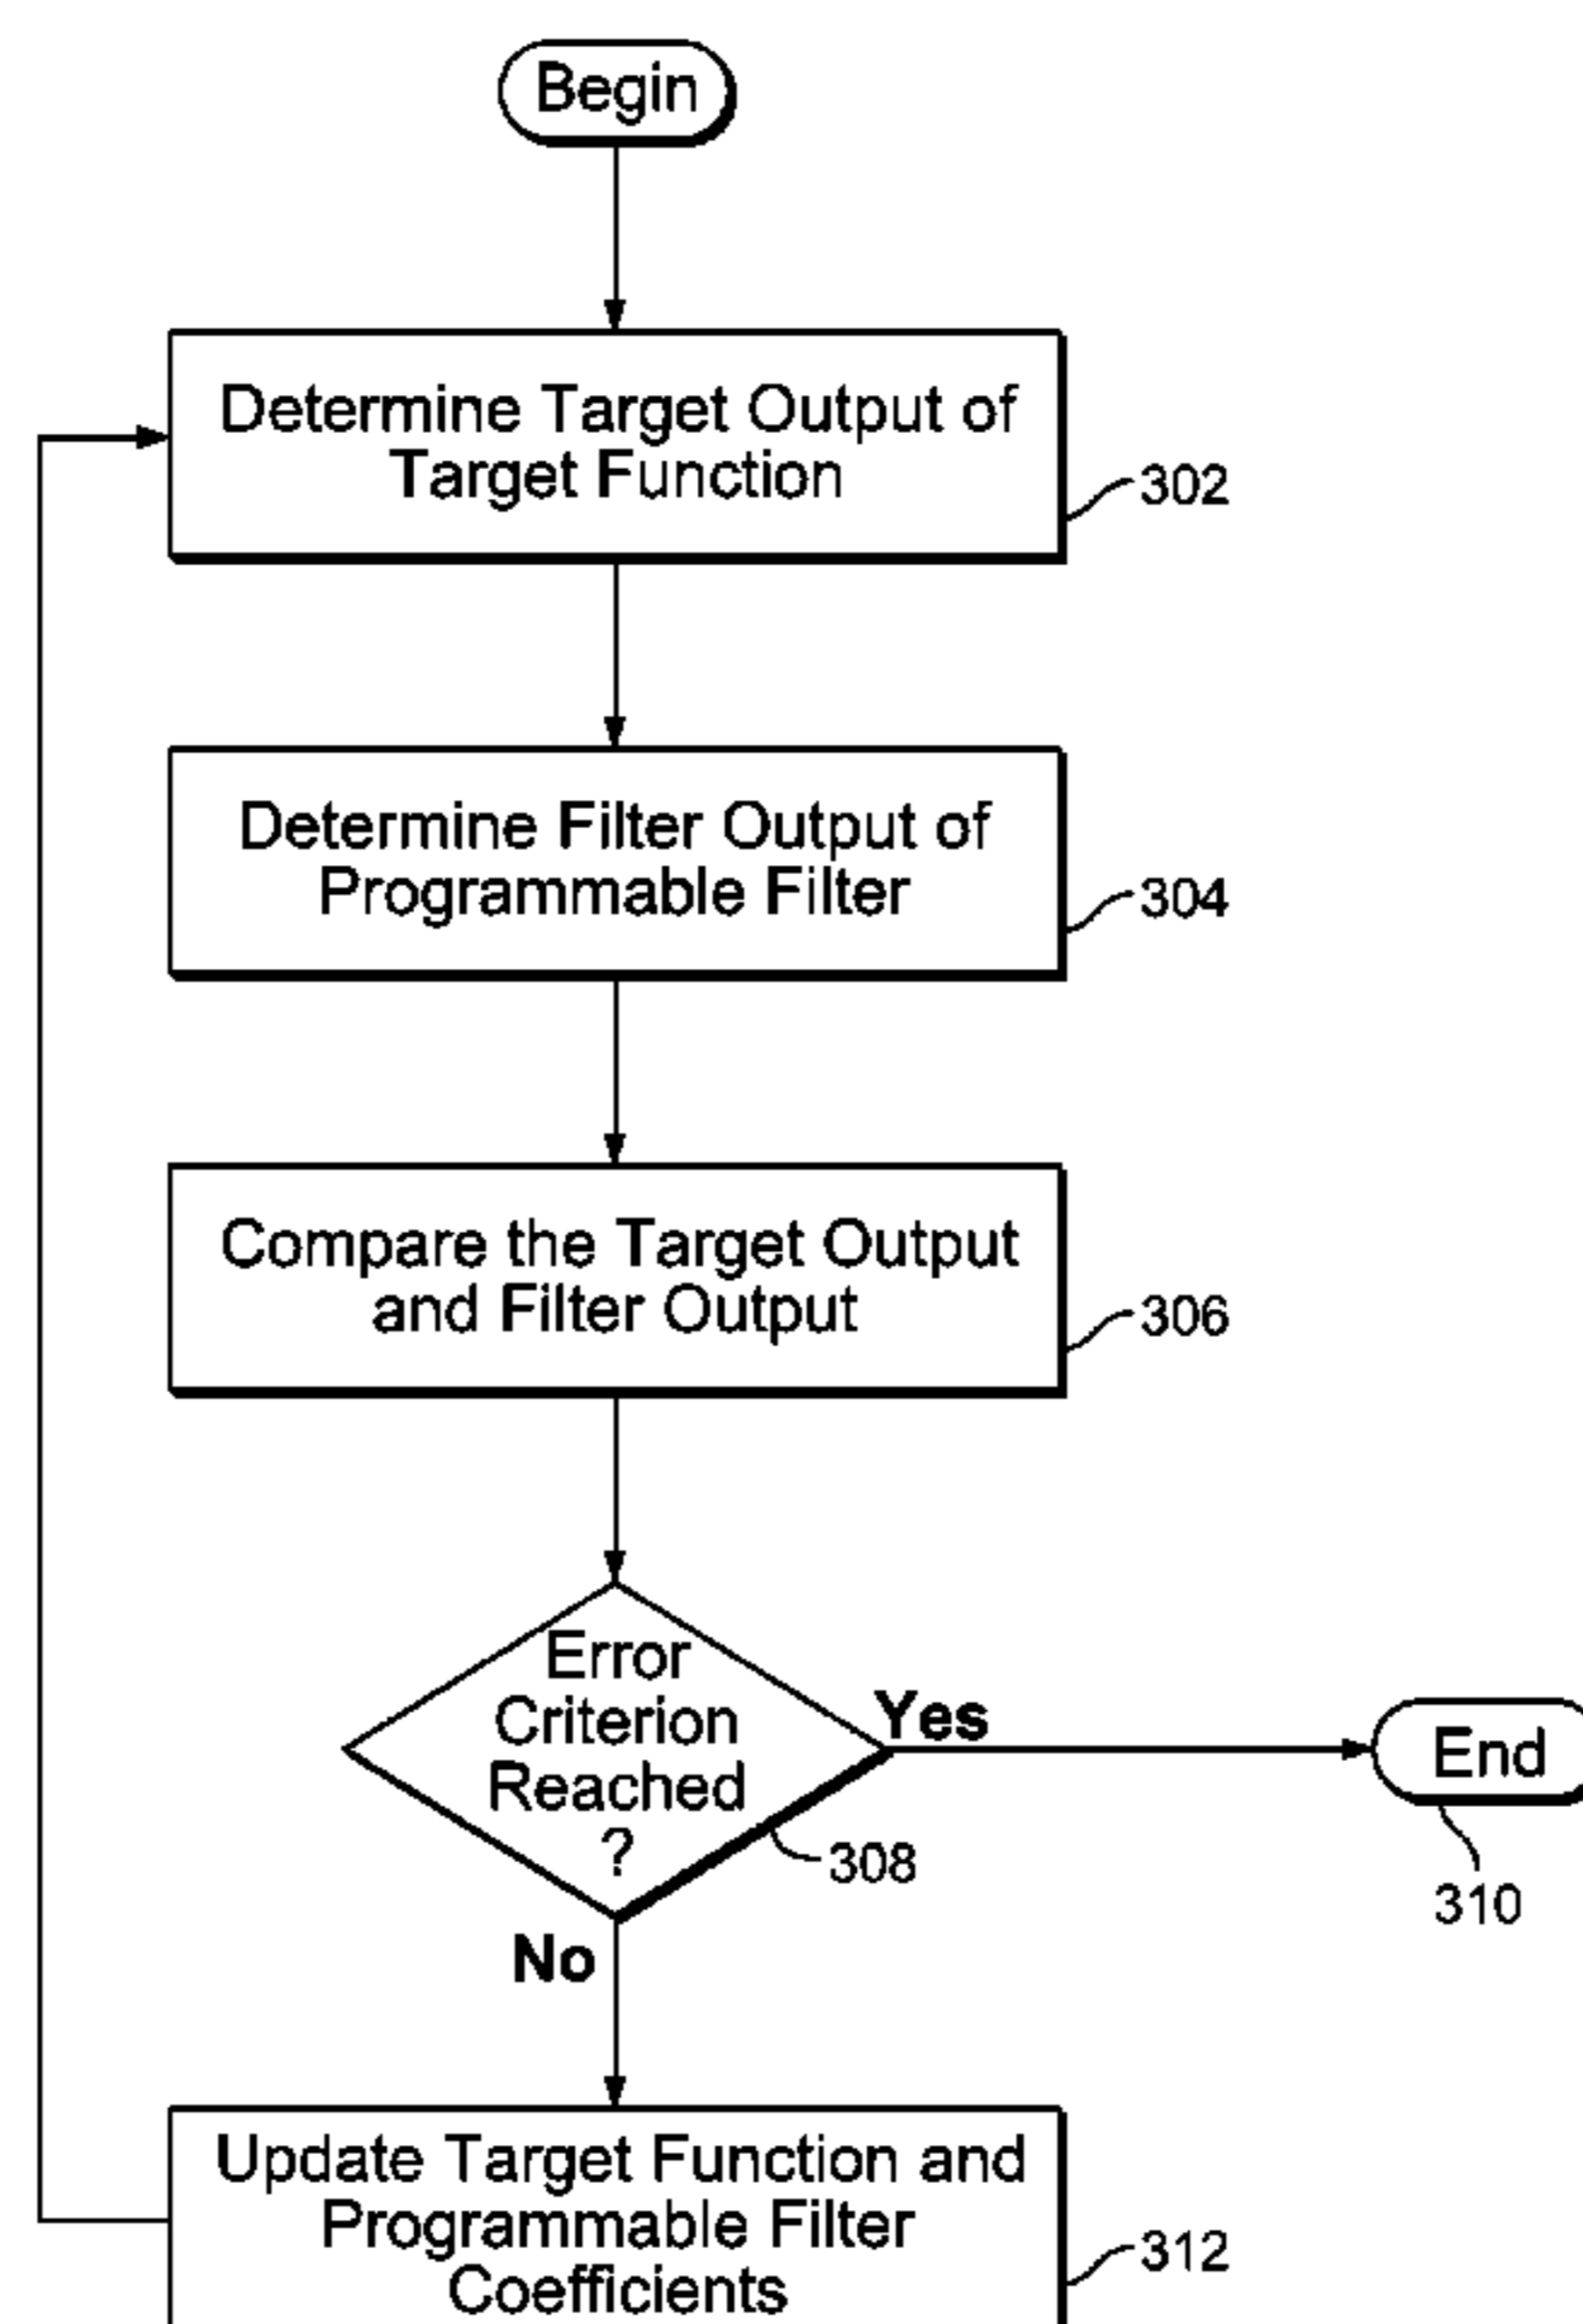 Begin
Determine Target Output of
Target Function
302
Determine Filter Output of
Programmable Filter
304
Compare the Target Output
and Filter Output
306
Error
Criterion
Reached
?
Yes
308
End
310
No
Update Target Function and
Programmable Filter
Coefficients
312